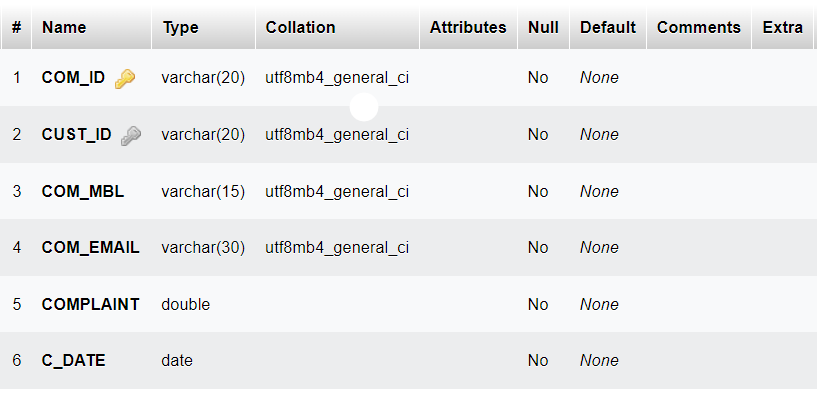 # Name Type Collation Attributes Null Default Comments Extra
1 COM_ID varchar(20) utf8mb4_general_ci No None
2 CUST_ID varchar(20) utf8mb4_general_ci No None
3 COM_MBL varchar(15) utf8mb4_general_ci No None
4 COM_EMAIL varchar(30) utf8mb4_general_ci No None
5 COMPLAINT double No None
6 C_DATE date No None